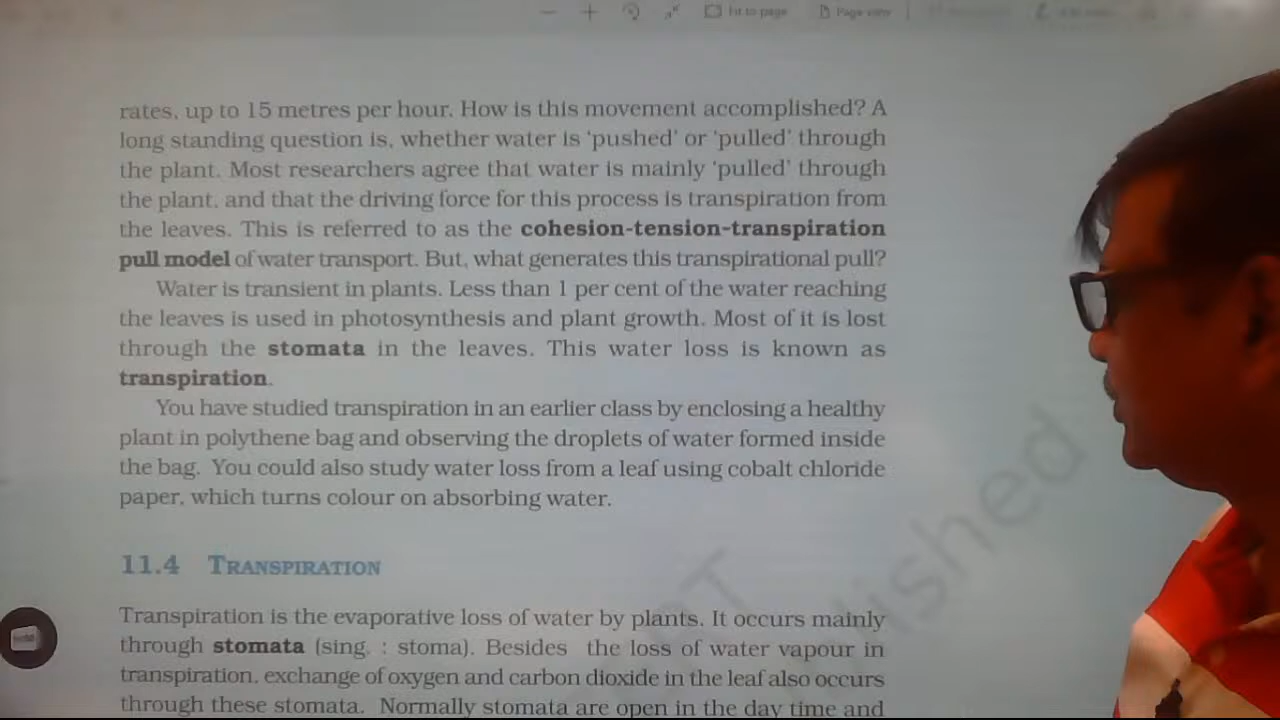 Fit to page Page view
rates, up to 15 metres per hour. How is this movement accomplished? A
long standing question is, whether water is ‘pushed’ or ‘pulled’ through
the plant. Most researchers agree that water is mainly ‘pulled’ through
the plant, and that the driving force for this process is transpiration from
the leaves. This is referred to as the cohesion-tension-transpiration
pull model of water transport. But, what generates this transpirational pull?
Water is transient in plants. Less than 1 per cent of the water reaching
the leaves is used in photosynthesis and plant growth. Most of it is lost
through the stomata in the leaves. This water loss is known as
transpiration.
You have studied transpiration in an earlier class by enclosing a healthy
plant in polythene bag and observing the droplets of water formed inside
the bag. You could also study water loss from a leaf using cobalt chloride
paper, which turns colour on absorbing water.
11.4 TRANSPIRATION
Transpiration is the evaporative loss of water by plants. It occurs mainly
through stomata (sing. : stoma). Besides the loss of water vapour in
transpiration, exchange of oxygen and carbon dioxide in the leaf also occurs
through these stomata. Normally stomata are open in the day time and